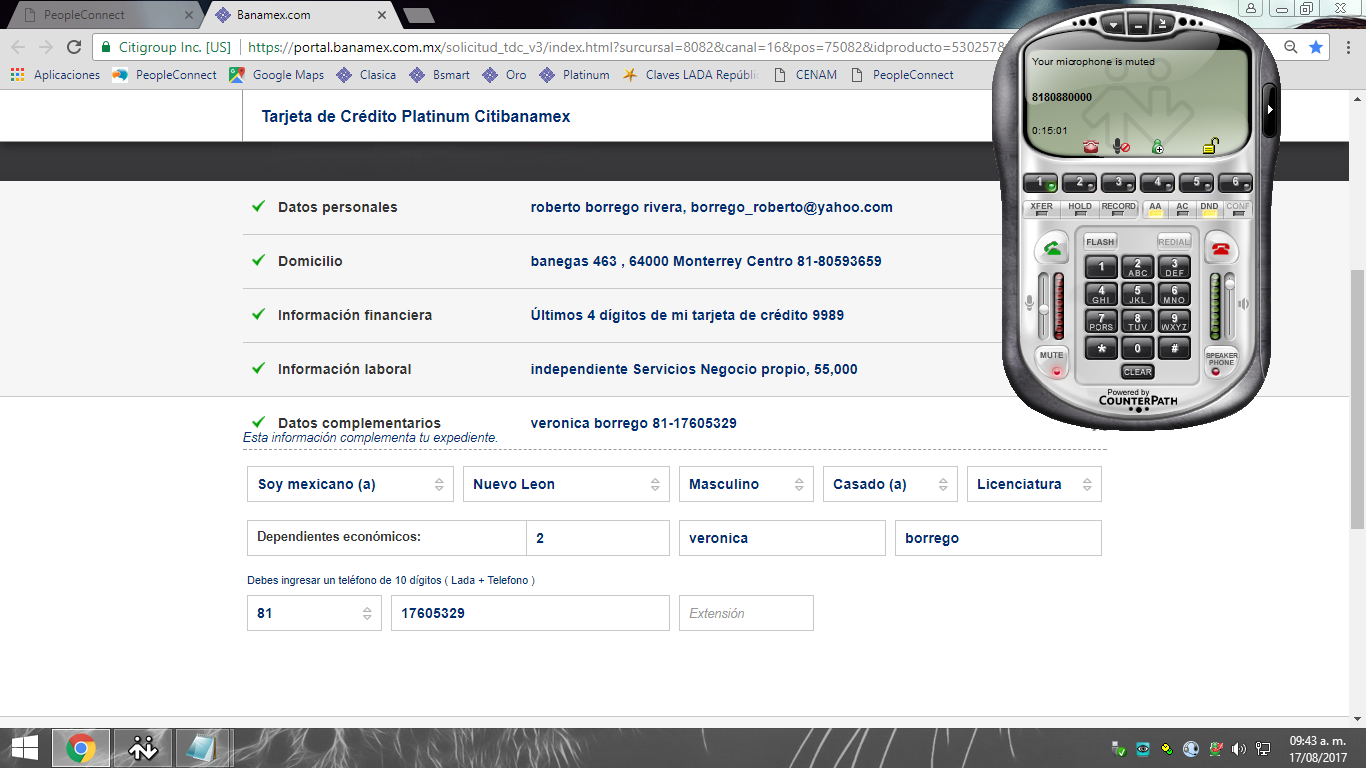 PeopleConnect
Banamex.com
Citigroup Inc. [US]
https://portal.banamex.com.mx/solicitud_tdc_v3/index.html?surcursal=8082&canal=16&pos=75082&idproducto=530257&
Aplicaciones
PeopleConnect
Google Maps
Clasica
Bsmart
Oro
Platinum
Claves LADA Repúbli
CENAM
PeopleConnect
Tarjeta de Crédito Platinum Citibanamex
Datos personales
roberto borrego rivera, borrego_roberto@yahoo.com
Domicilio
banegas 463 , 64000 Monterrey Centro 81-80593659
Información financiera
Últimos 4 dígitos de mi tarjeta de crédito 9989
Información laboral
independiente Servicios Negocio propio, 55,000
Datos complementarios
veronica borrego 81-17605329
Esta información complementa tu expediente.
Soy mexicano (a)
Nuevo Leon
Masculino
Casado (a)
Licenciatura
Dependientes económicos:
2
veronica
borrego
Debes ingresar un teléfono de 10 dígitos ( Lada + Telefono )
81
17605329
Extensión
Your microphone is muted
8180880000
0:15:01
1 2 3 4 5 6
XFER HOLD RECORD AA AC DND CONF
FLASH REDIAL
1 2 ABC 3 DEF
4 GHI 5 JKL 6 MNO
7 PQRS 8 TUV 9 WXYZ
* 0 #
MUTE
SPEAKER PHONE
CLEAR
Powered by
COUNTERPATH
09:43 a. m.
17/08/2017